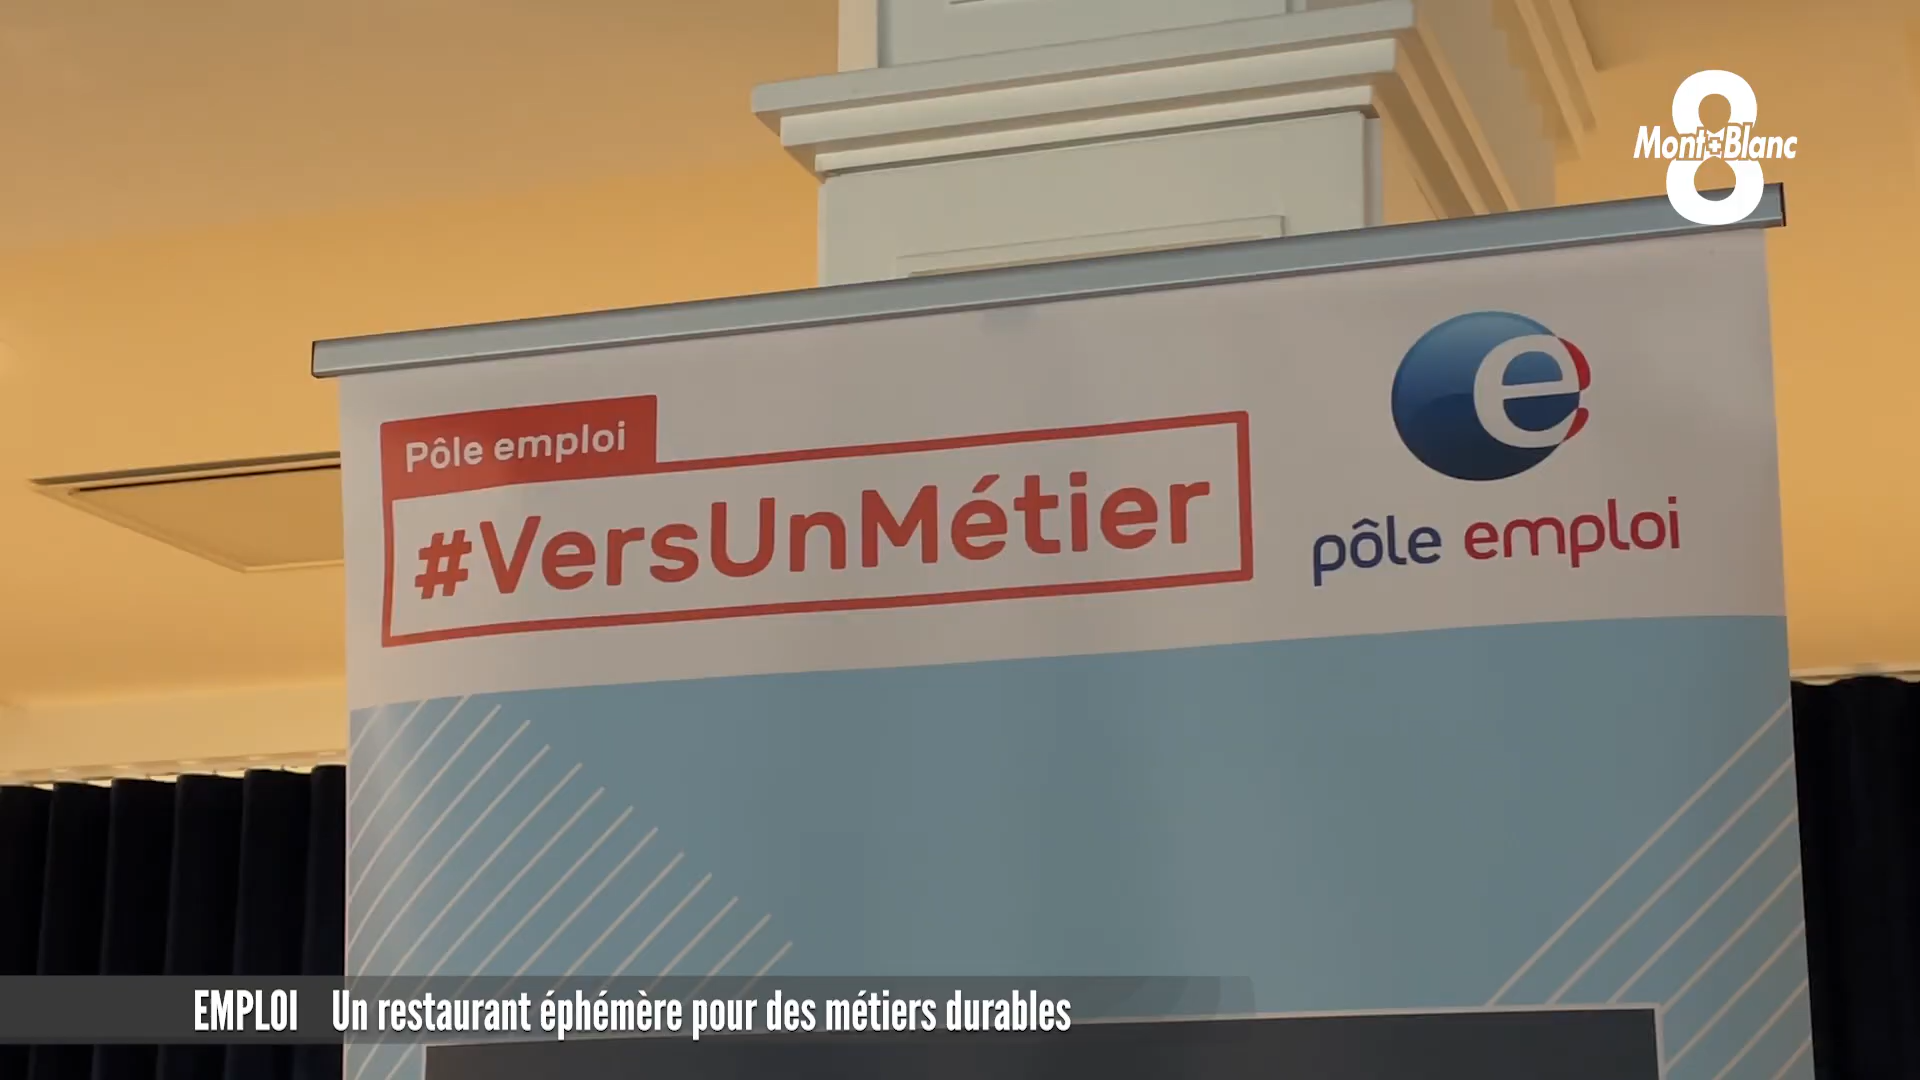 8
Mont-Blanc
Pôle emploi
#VersUnMétier
e
pôle emploi
EMPLOI Un restaurant éphémère pour des métiers durables